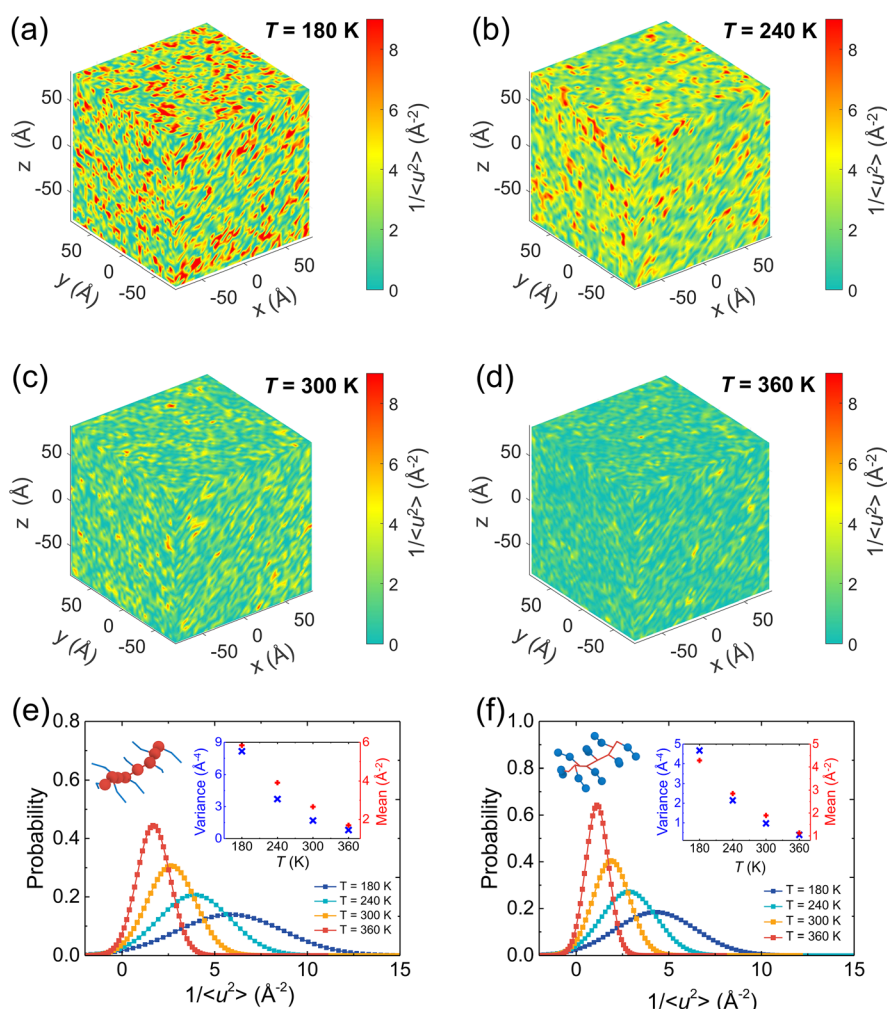 (a)
T = 180 K
8
6
4
2
0
1/<u²> (Å⁻²)
50
0
-50
z (Å)
50
0
-50
y (Å)
-50
0
50
x (Å)
(b)
T = 240 K
8
6
4
2
0
1/<u²> (Å⁻²)
50
0
-50
z (Å)
50
0
-50
y (Å)
-50
0
50
x (Å)
(c)
T = 300 K
8
6
4
2
0
1/<u²> (Å⁻²)
50
0
-50
z (Å)
50
0
-50
y (Å)
-50
0
50
x (Å)
(d)
T = 360 K
8
6
4
2
0
1/<u²> (Å⁻²)
50
0
-50
z (Å)
50
0
-50
y (Å)
-50
0
50
x (Å)
(e)
0.8
0.6
0.4
0.2
0.0
Probability
9
6
3
0
Variance (Å⁻⁴)
6
4
2
Mean (Å⁻²)
180 240 300 360
T (K)
T = 180 K
T = 240 K
T = 300 K
T = 360 K
0 5 10 15
1/<u²> (Å⁻²)
(f)
1.0
0.8
0.6
0.4
0.2
0.0
Probability
5
4
3
2
1
Variance (Å⁻⁴)
5
4
3
2
1
Mean (Å⁻²)
180 240 300 360
T (K)
T = 180 K
T = 240 K
T = 300 K
T = 360 K
0 5 10 15
1/<u²> (Å⁻²)